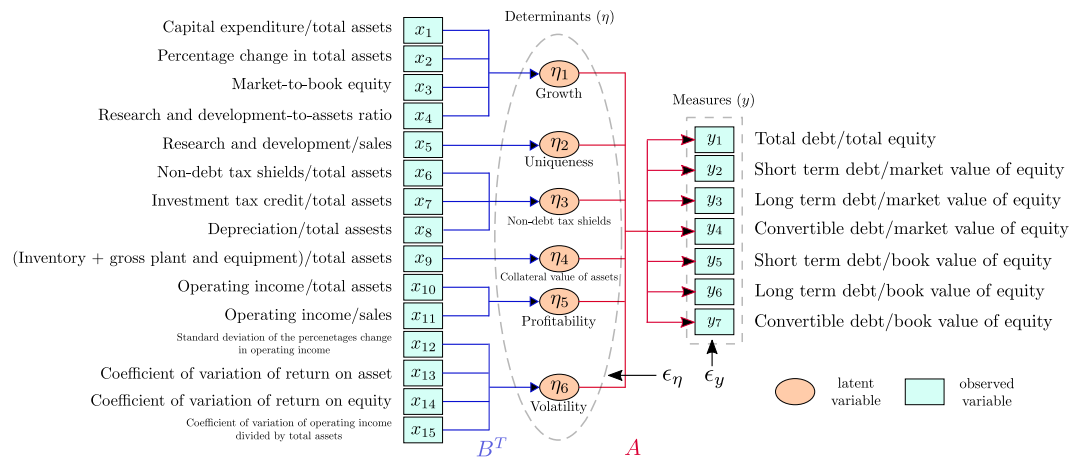 Determinants (η)
Capital expenditure/total assets
x1
Percentage change in total assets
x2
Market-to-book equity
x3
Research and development-to-assets ratio
x4
Research and development/sales
x5
Non-debt tax shields/total assets
x6
Investment tax credit/total assets
x7
Depreciation/total assests
x8
(Inventory + gross plant and equipment)/total assets
x9
Operating income/total assets
x10
Operating income/sales
x11
Standard deviation of the percenetages change
in operating income
x12
Coefficient of variation of return on asset
x13
Coefficient of variation of return on equity
x14
Coefficient of variation of operating income
divided by total assets
x15
B^T
η1
Growth
η2
Uniqueness
η3
Non-debt tax shields
η4
Collateral value of assets
η5
Profitability
η6
Volatility
ϵη
A
Measures (y)
y1
Total debt/total equity
y2
Short term debt/market value of equity
y3
Long term debt/market value of equity
y4
Convertible debt/market value of equity
y5
Short term debt/book value of equity
y6
Long term debt/book value of equity
y7
Convertible debt/book value of equity
ϵy
latent
variable
observed
variable